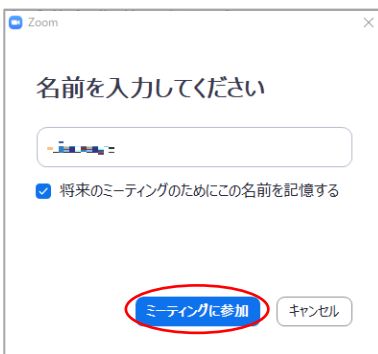 Zoom
名前を入力してください
将来のミーティングのためにこの名前を記憶する
ミーティングに参加
キャンセル